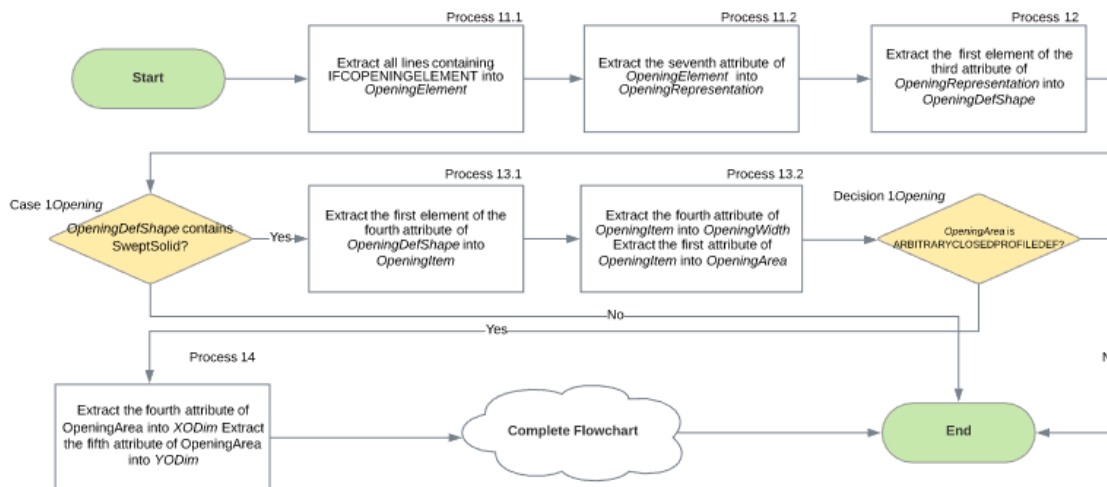 Process 11.1
Process 11.2
Process 12
Start
Extract all lines containing
IFCOPENINGELEMENT into
OpeningElement
Extract the seventh attribute of
OpeningElement into
OpeningRepresentation
Extract the first element of the
third attribute of
OpeningRepresentation into
OpeningDefShape
Process 13.1
Process 13.2
Case 1Opening
Decision 1Opening
OpeningDefShape contains
SweptSolid?
Yes
Extract the first element of the
fourth attribute of
OpeningDefShape into
OpeningItem
Extract the fourth attribute of
OpeningItem into OpeningWidth
Extract the first attribute of
OpeningItem into OpeningArea
OpeningArea is
ARBITRARYCLOSEDPROFILEDEF?
No
Yes
Process 14
N
Extract the fourth attribute of
OpeningArea into XODim Extract
the fifth attribute of OpeningArea
into YODim
Complete Flowchart
End